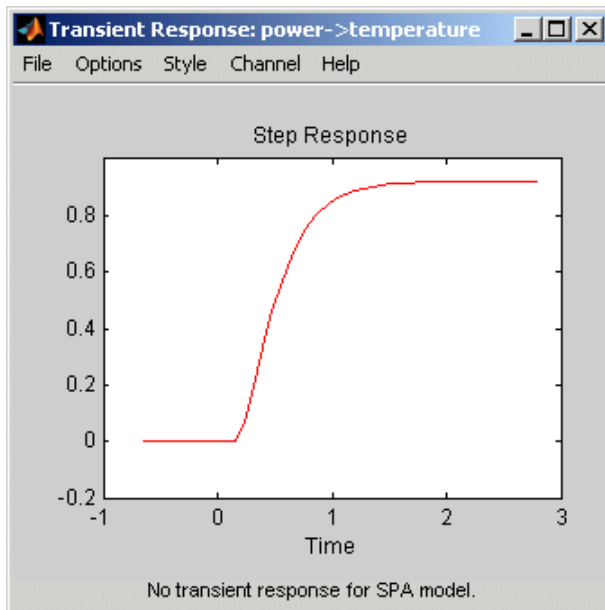 Transient Response: power->temperature
File Options Style Channel Help
Step Response
0.8
0.6
0.4
0.2
0
-0.2
-1 0 1 2 3
Time
No transient response for SPA model.